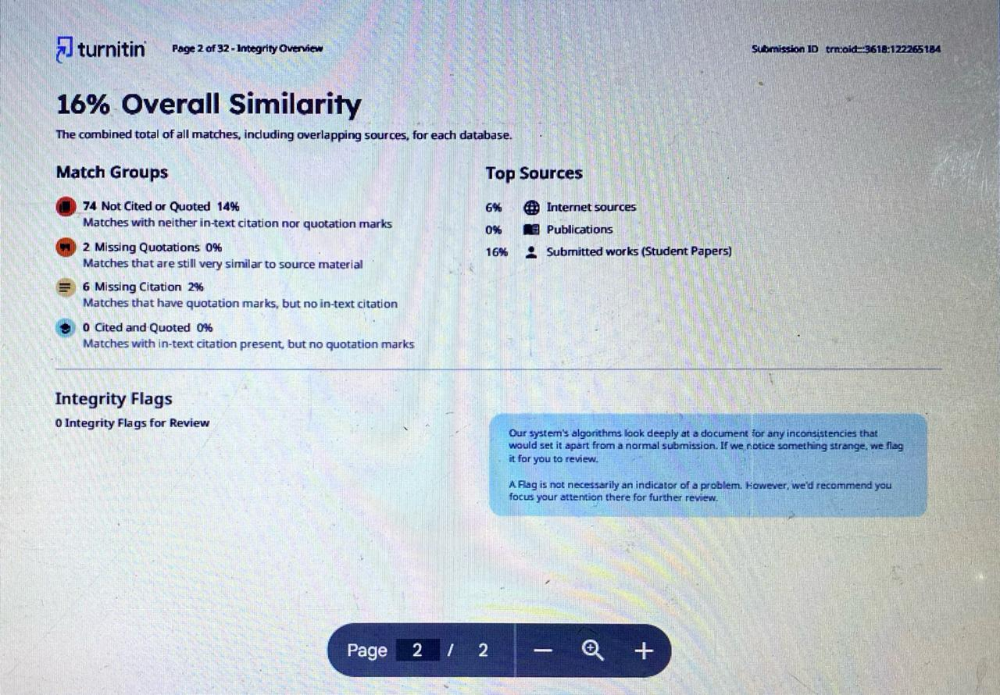 turnitin Page 2 of 32 - Integrity Overview Submission ID trn:oid:::3618:122265184
16% Overall Similarity
The combined total of all matches, including overlapping sources, for each database.
Match Groups
74 Not Cited or Quoted 14%
Matches with neither in-text citation nor quotation marks
2 Missing Quotations 0%
Matches that are still very similar to source material
6 Missing Citation 2%
Matches that have quotation marks, but no in-text citation
0 Cited and Quoted 0%
Matches with in-text citation present, but no quotation marks
Top Sources
6% Internet sources
0% Publications
16% Submitted works (Student Papers)
Integrity Flags
0 Integrity Flags for Review
Our system's algorithms look deeply at a document for any inconsistencies that
would set it apart from a normal submission. If we notice something strange, we flag
it for you to review.
A Flag is not necessarily an indicator of a problem. However, we'd recommend you
focus your attention there for further review.
Page 2 / 2